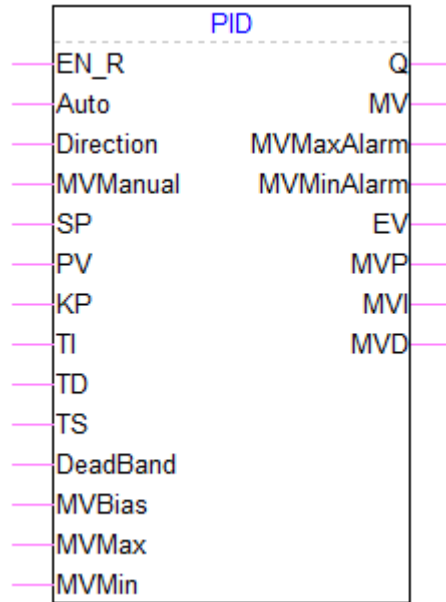 PID
EN_R Q
Auto MV
Direction MVMaxAlarm
MVManual MVMinAlarm
SP EV
PV MVP
KP MVI
TI MVD
TD
TS
DeadBand
MVBias
MVMax
MVMin